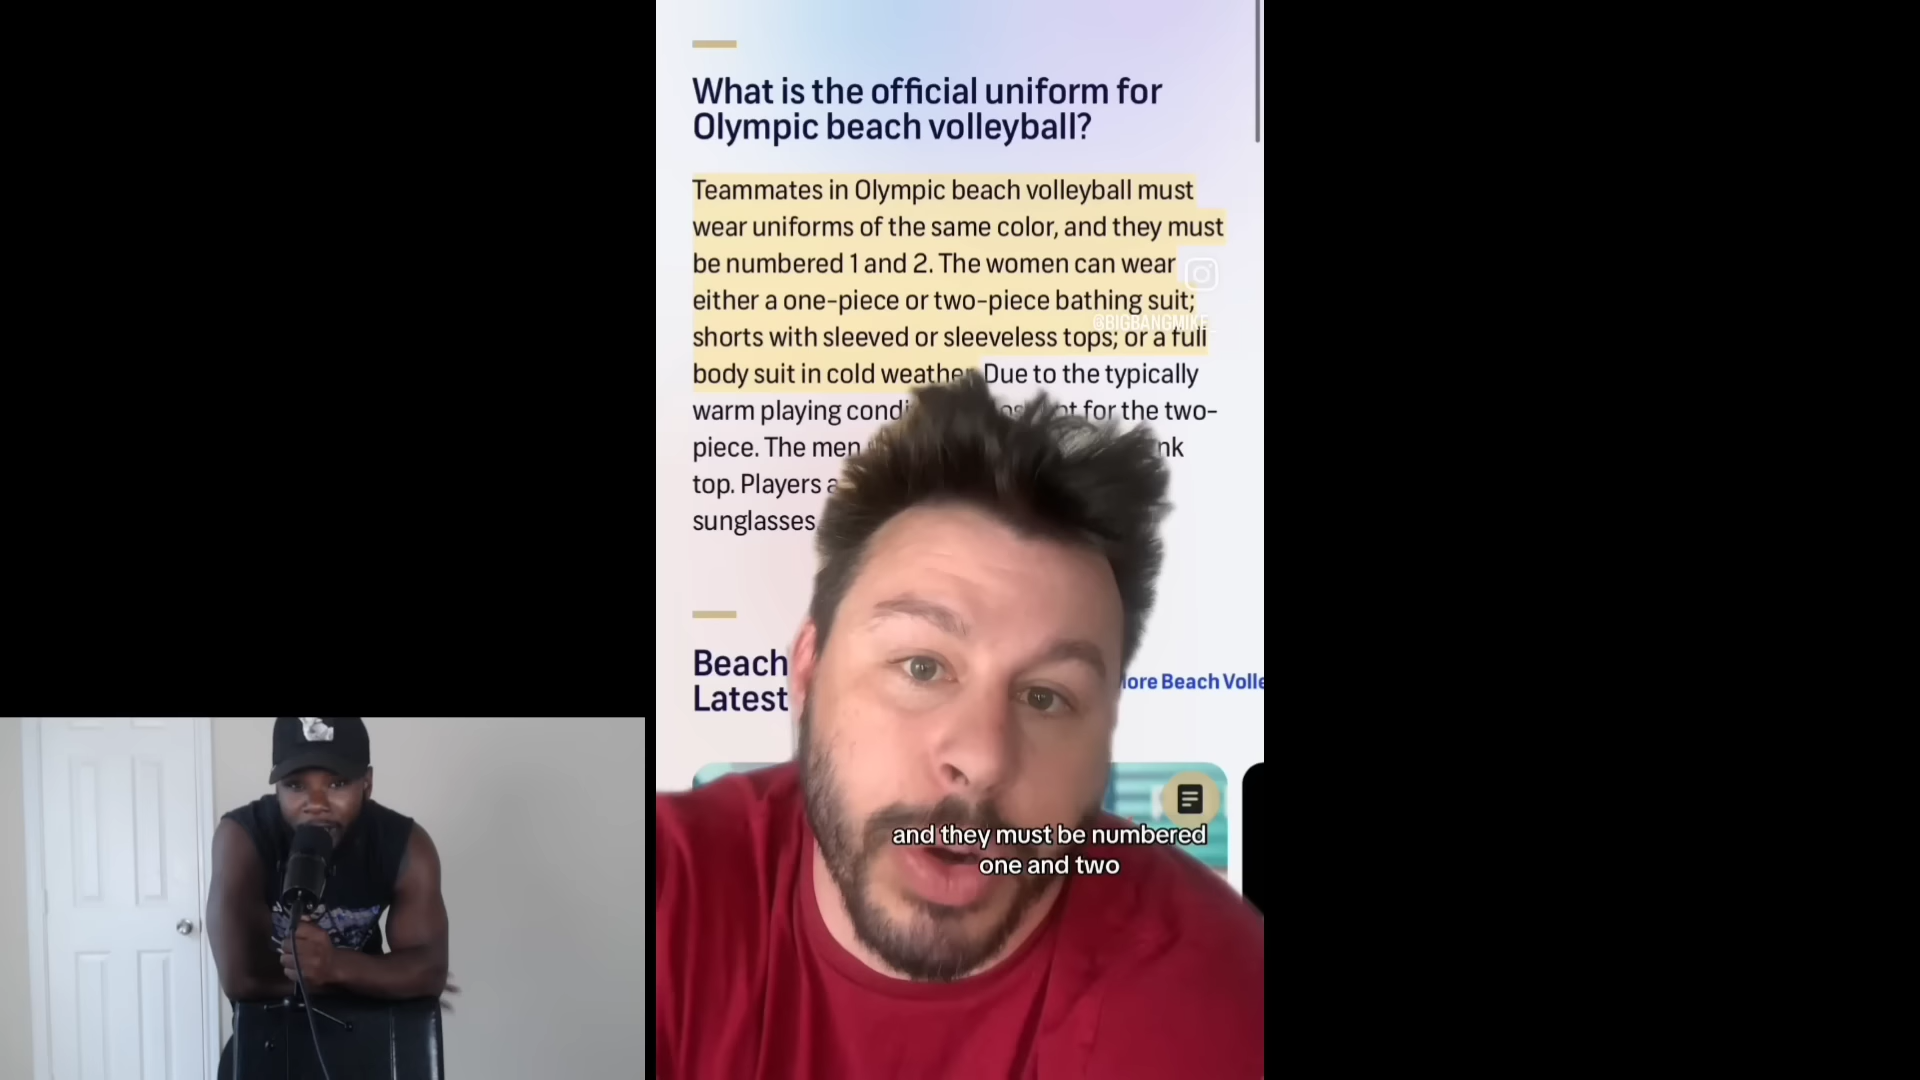 What is the official uniform for
Olympic beach volleyball?
Teammates in Olympic beach volleyball must
wear uniforms of the same color, and they must
be numbered 1 and 2. The women can wear
either a one-piece or two-piece bathing suit;
@BIGBANGMIKE_
shorts with sleeved or sleeveless tops; or a full
body suit in cold weather. Due to the typically
warm playing for the two-
piece. The men
top. Players
sunglasses
Beach
Latest
More Beach Volle
and they must be numbered
one and two